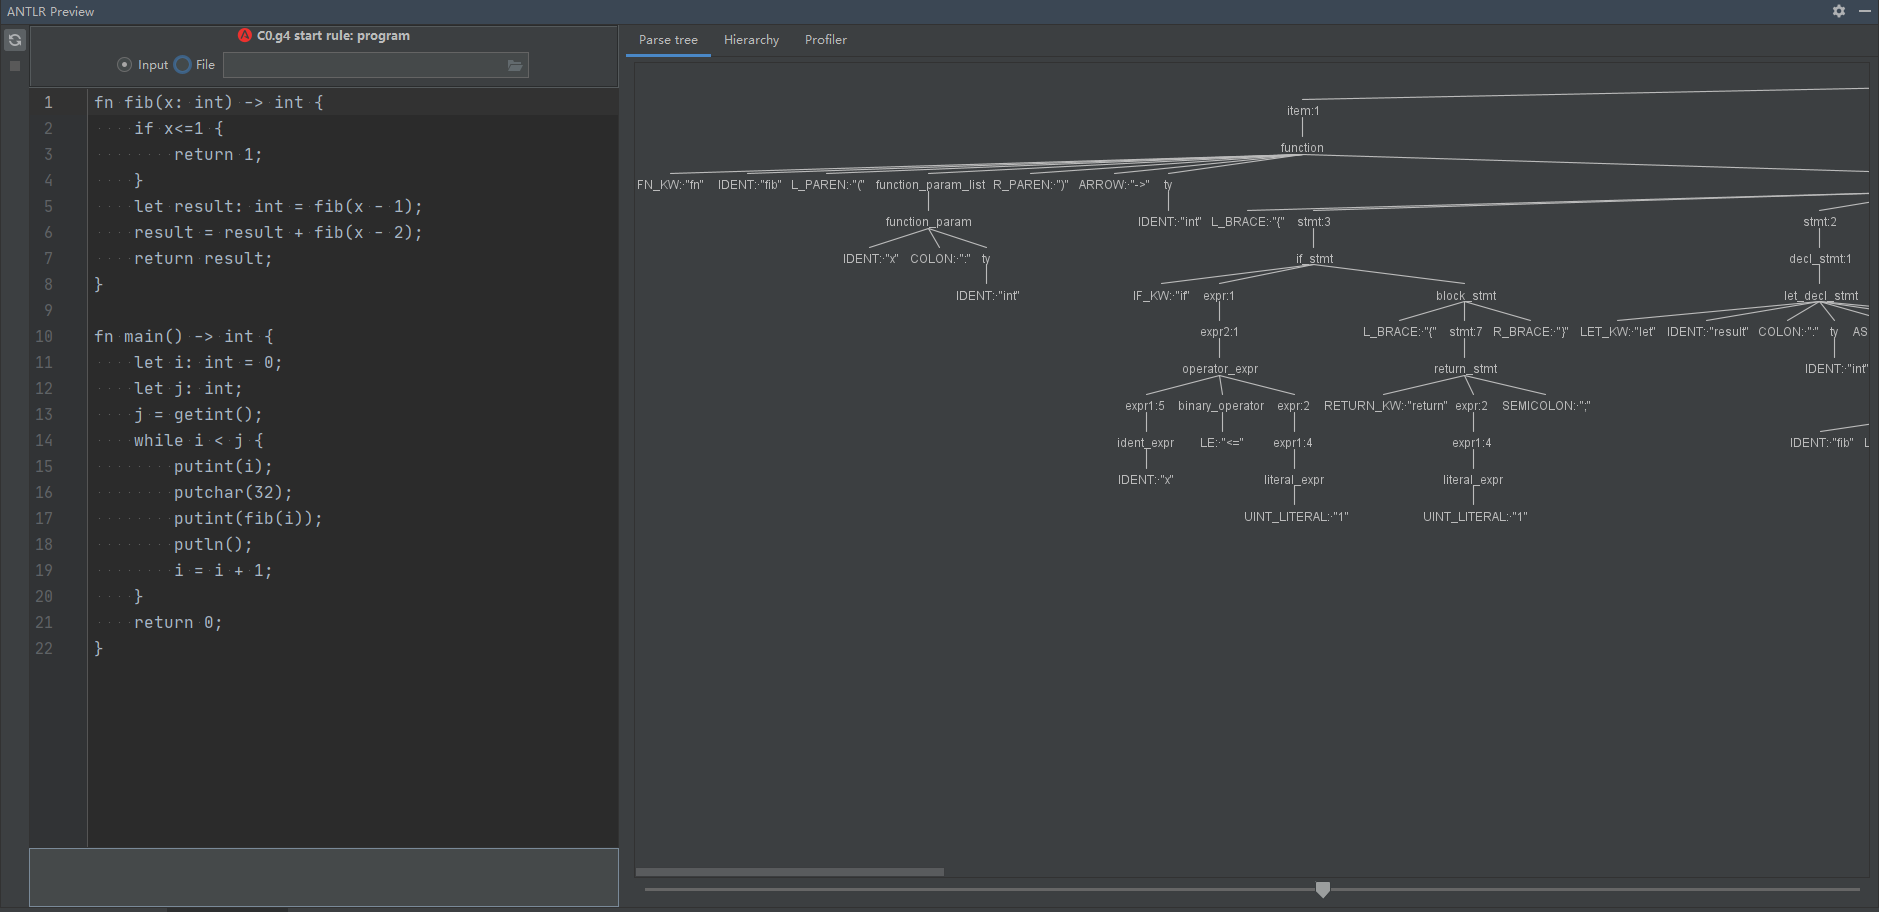 ANTLR Preview
C0.g4 start rule: program
Input File
1 fn fib(x: int) -> int {
2 if x<=1 {
3 return 1;
4 }
5 let result: int = fib(x - 1);
6 result = result + fib(x - 2);
7 return result;
8 }
9
10 fn main() -> int {
11 let i: int = 0;
12 let j: int;
13 j = getint();
14 while i < j {
15 putint(i);
16 putchar(32);
17 putint(fib(i));
18 putln();
19 i = i + 1;
20 }
21 return 0;
22 }
Parse tree Hierarchy Profiler
item:1
function
FN_KW:·"fn" IDENT:·"fib" L_PAREN:·"(" function_param_list R_PAREN:·")" ARROW:·"->" ty
function_param IDENT:·"int" L_BRACE:·"{" stmt:3 stmt:2
IDENT:·"x" COLON:·":" ty if_stmt decl_stmt:1
IDENT:·"int" IF_KW:·"if" expr:1 block_stmt let_decl_stmt
expr2:1 L_BRACE:·"{" stmt:7 R_BRACE:·"}" LET_KW:·"let" IDENT:·"result" COLON:·":" ty AS
operator_expr return_stmt IDENT:·"int"
expr1:5 binary_operator expr:2 RETURN_KW:·"return" expr:2 SEMICOLON:·";"
ident_expr LE:·"<=" expr1:4 expr1:4 IDENT:·"fib" L
IDENT:·"x" literal_expr literal_expr
UINT_LITERAL:·"1" UINT_LITERAL:·"1"